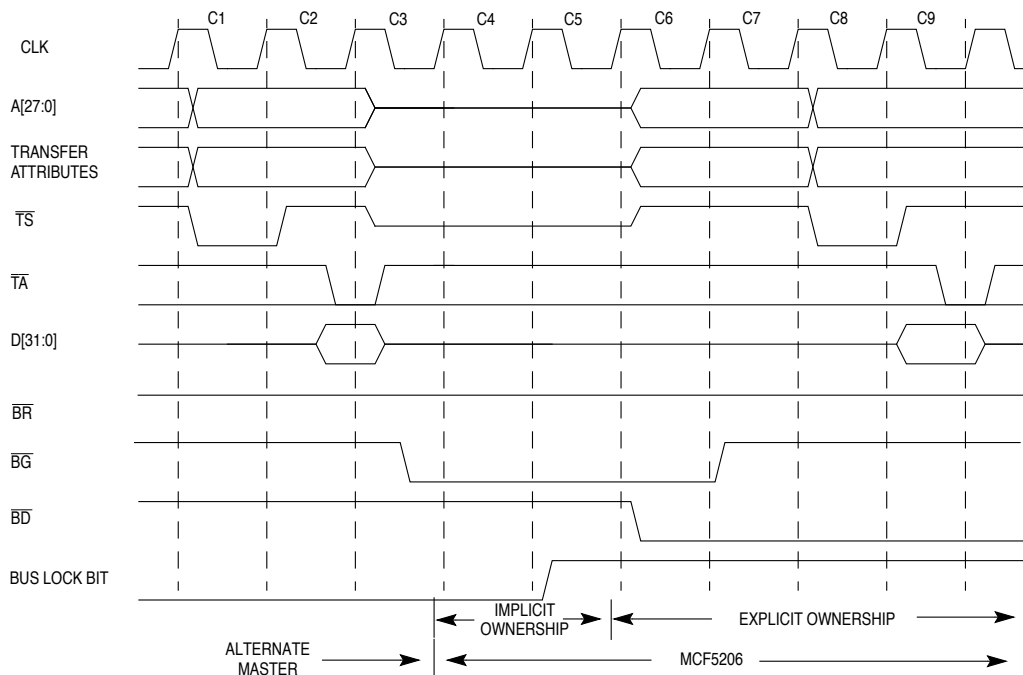 C1 C2 C3 C4 C5 C6 C7 C8 C9
CLK
A[27:0]
TRANSFER
ATTRIBUTES
TS
TA
D[31:0]
BR
BG
BD
BUS LOCK BIT
IMPLICIT
OWNERSHIP
EXPLICIT OWNERSHIP
ALTERNATE
MASTER
MCF5206